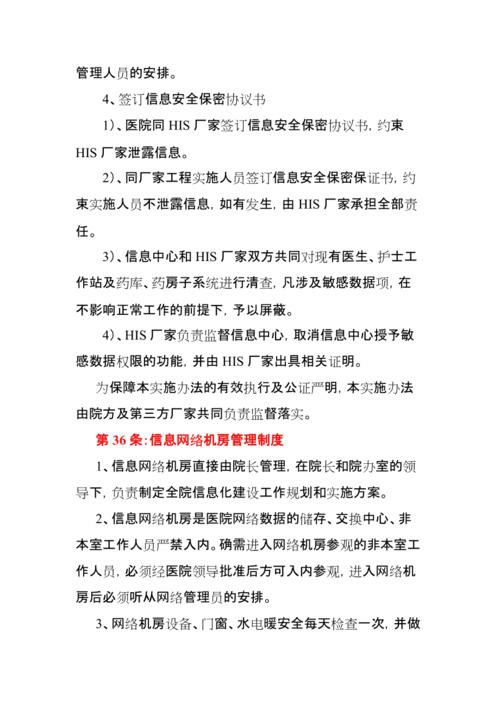 管理人员的安排。
4、签订信息安全保密协议书
1)、医院同 HIS 厂家签订信息安全保密协议书,约束
HIS 厂家泄露信息。
2)、同厂家工程实施人员签订信息安全保密保证书,约
束实施人员不泄露信息,如有发生,由 HIS 厂家承担全部责
任。
3)、信息中心和 HIS 厂家双方共同对现有医生、护士工
作站及药库、药房子系统进行清查,凡涉及敏感数据项,在
不影响正常工作的前提下,予以屏蔽。
4)、HIS 厂家负责监督信息中心,取消信息中心授予敏
感数据权限的功能,并由 HIS 厂家出具相关证明。
为保障本实施办法的有效执行及公证严明,本实施办法
由院方及第三方厂家共同负责监督落实。
第 36 条:信息网络机房管理制度
1、信息网络机房直接由院长管理,在院长和院办室的领
导下,负责制定全院信息化建设工作规划和实施方案。
2、信息网络机房是医院网络数据的储存、交换中心、非
本室工作人员严禁入内。确需进入网络机房参观的非本室工
作人员,必须经医院领导批准后方可入内参观,进入网络机
房后必须听从网络管理员的安排。
3、网络机房设备、门窗、水电暖安全每天检查一次,并做